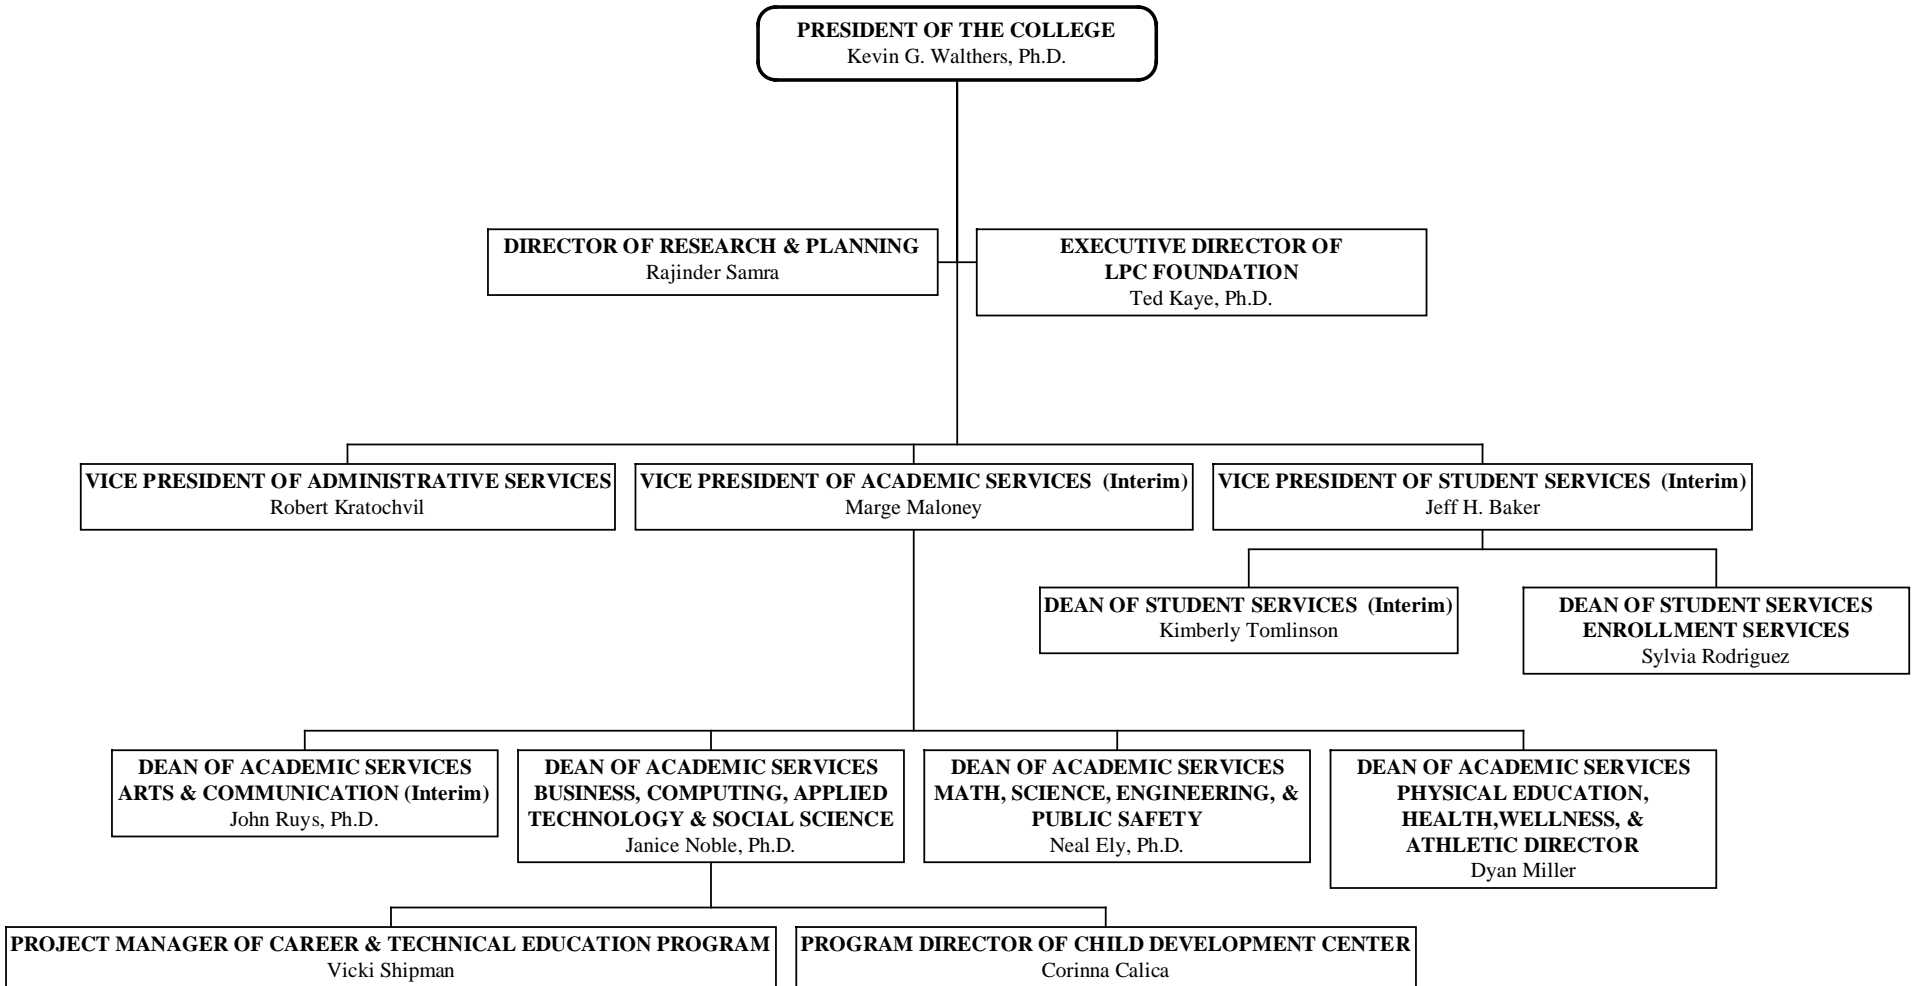 PRESIDENT OF THE COLLEGE
Kevin G. Walthers, Ph.D.
DIRECTOR OF RESEARCH & PLANNING
Rajinder Samra
EXECUTIVE DIRECTOR OF
LPC FOUNDATION
Ted Kaye, Ph.D.
VICE PRESIDENT OF ADMINISTRATIVE SERVICES
Robert Kratochvil
VICE PRESIDENT OF ACADEMIC SERVICES (Interim)
Marge Maloney
VICE PRESIDENT OF STUDENT SERVICES (Interim)
Jeff H. Baker
DEAN OF STUDENT SERVICES (Interim)
Kimberly Tomlinson
DEAN OF STUDENT SERVICES
ENROLLMENT SERVICES
Sylvia Rodriguez
DEAN OF ACADEMIC SERVICES
ARTS & COMMUNICATION (Interim)
John Ruys, Ph.D.
DEAN OF ACADEMIC SERVICES
BUSINESS, COMPUTING, APPLIED
TECHNOLOGY & SOCIAL SCIENCE
Janice Noble, Ph.D.
DEAN OF ACADEMIC SERVICES
MATH, SCIENCE, ENGINEERING, &
PUBLIC SAFETY
Neal Ely, Ph.D.
DEAN OF ACADEMIC SERVICES
PHYSICAL EDUCATION,
HEALTH,WELLNESS, &
ATHLETIC DIRECTOR
Dyan Miller
PROJECT MANAGER OF CAREER & TECHNICAL EDUCATION PROGRAM
Vicki Shipman
PROGRAM DIRECTOR OF CHILD DEVELOPMENT CENTER
Corinna Calica